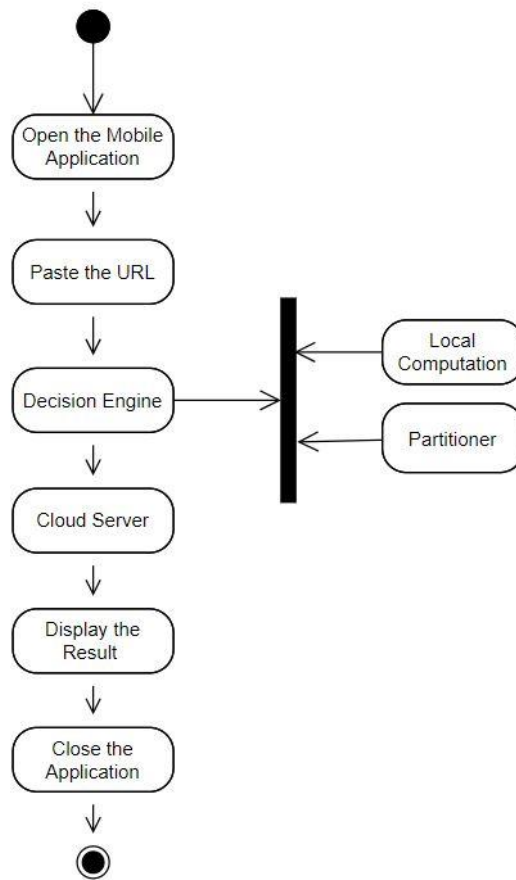 Open the Mobile
Application
Paste the URL
Decision Engine
Local
Computation
Partitioner
Cloud Server
Display the
Result
Close the
Application